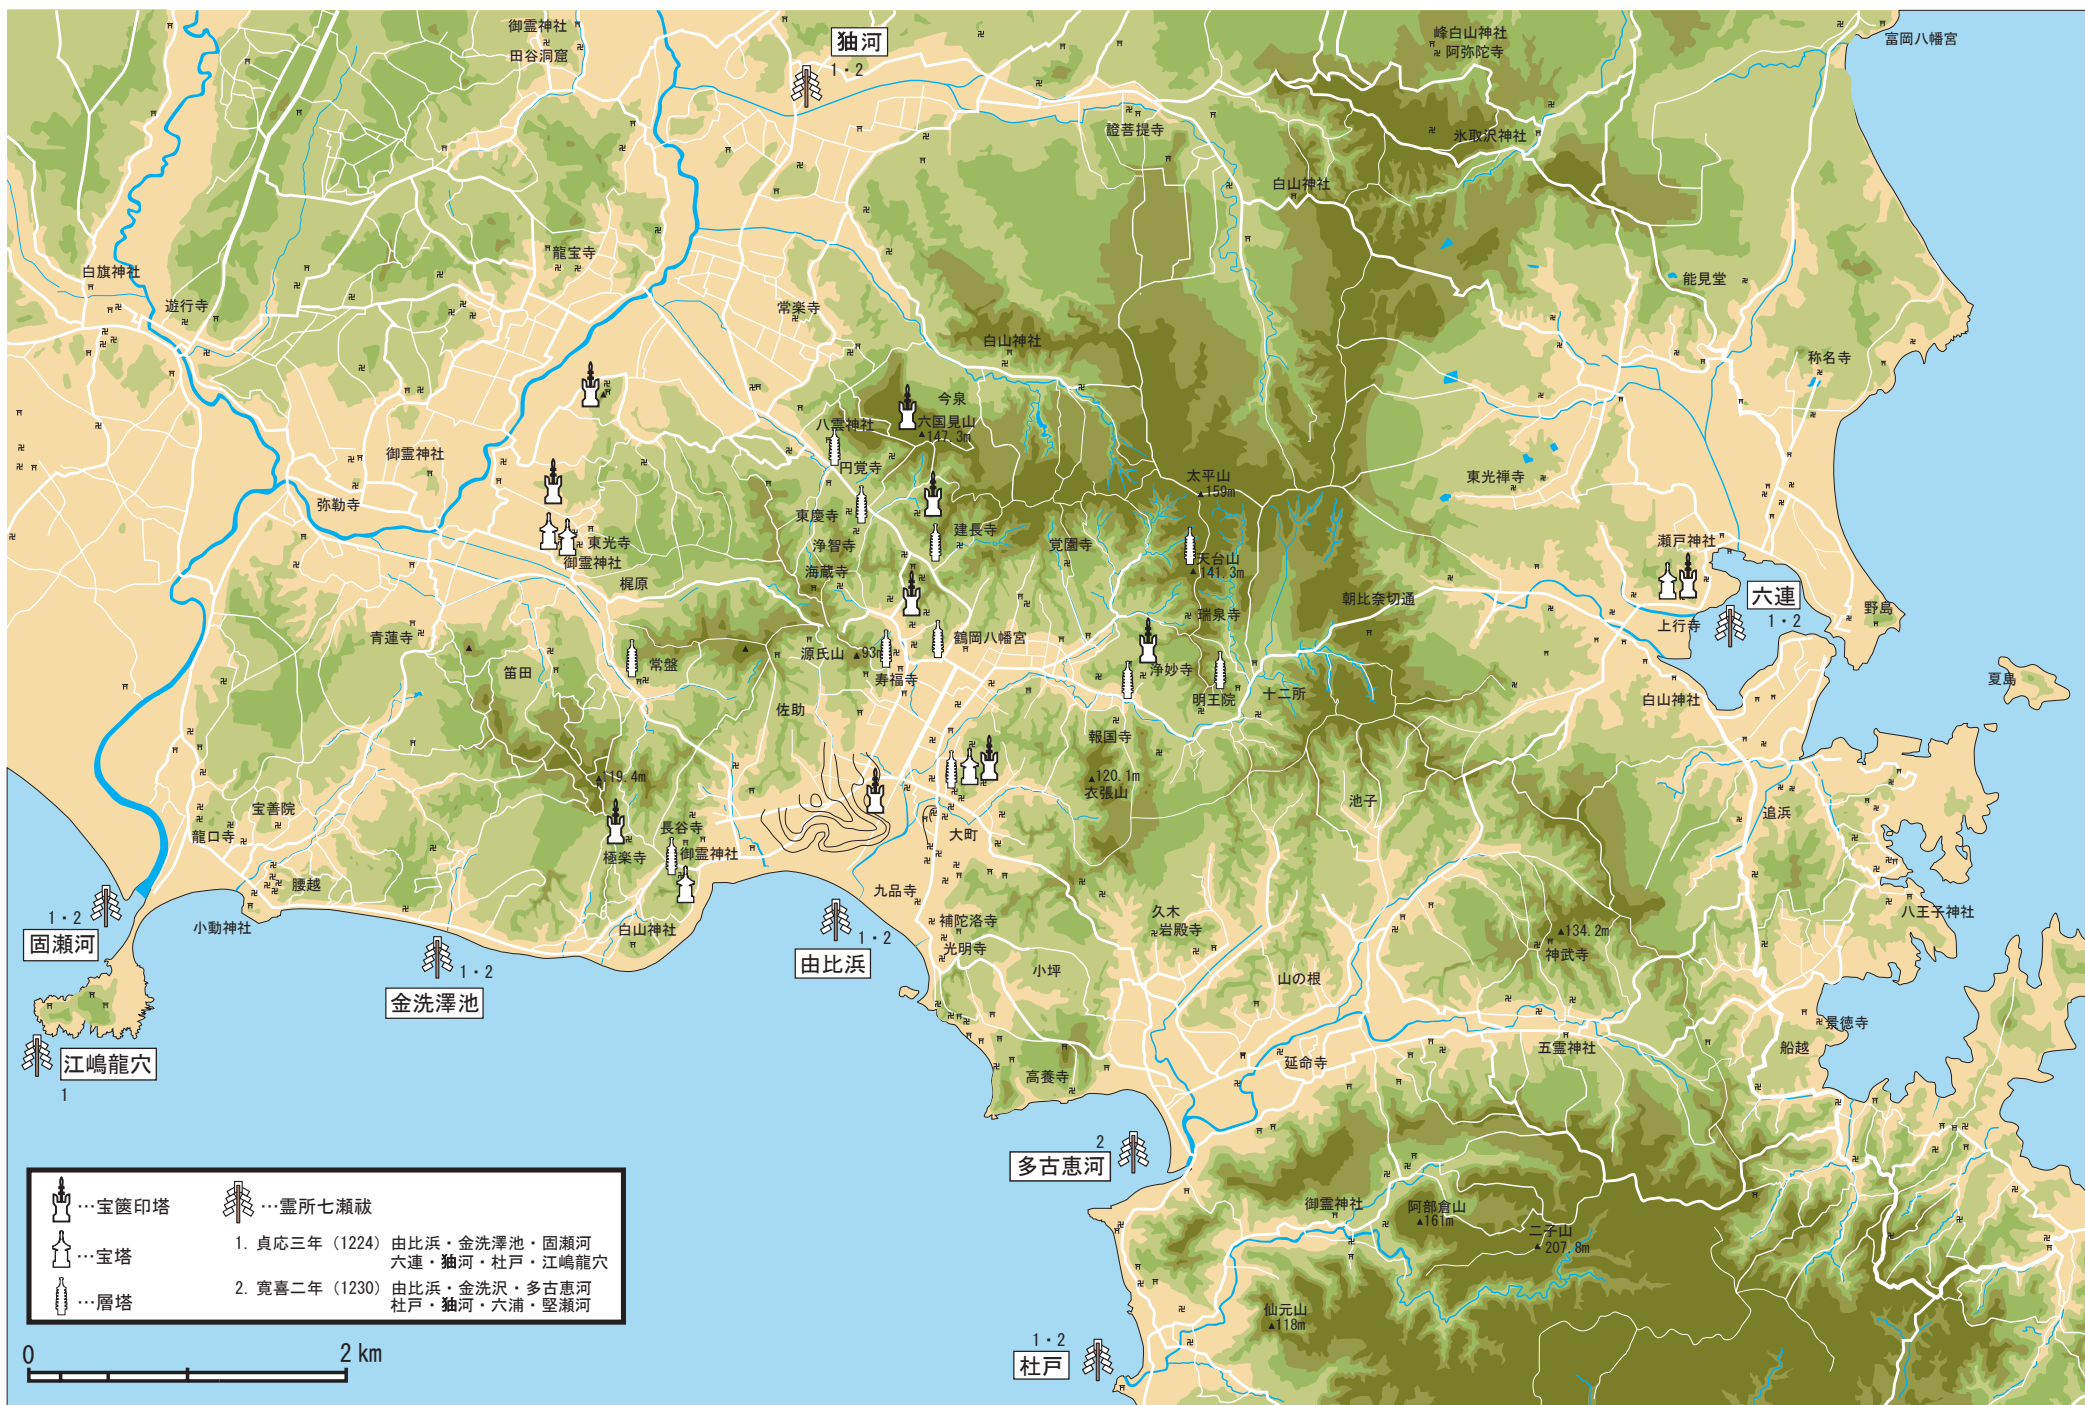 御霊神社
田谷洞窟
狆河
1・2
峰白山神社
阿弥陀寺
富岡八幡宮
證菩提寺
氷取沢神社
白山神社
白旗神社
遊行寺
龍宝寺
常楽寺
白山神社
能見堂
称名寺
今泉
六国見山
▲147.3m
八雲神社
円覚寺
御霊神社
弥勒寺
東慶寺
浄智寺
海蔵寺
建長寺
覚園寺
太平山
▲159m
天台山
▲141.3m
瑞泉寺
東光禅寺
瀬戸神社
六連
1・2
上行寺
野島
夏島
朝比奈切通
東光寺
御霊神社
梶原
青蓮寺
笛田
常盤
源氏山
▲93m
鶴岡八幡宮
寿福寺
佐助
浄妙寺
明王院
十二所
報国寺
▲120.1m
衣張山
白山神社
▲119.4m
宝善院
龍口寺
腰越
小動神社
極楽寺
長谷寺
御霊神社
白山神社
大町
九品寺
補陀洛寺
光明寺
小坪
高養寺
久木
岩殿寺
池子
山の根
延命寺
▲134.2m
神武寺
五霊神社
追浜
八王子神社
景徳寺
船越
1・2
固瀬河
1・2
金洗澤池
1・2
由比浜
江嶋龍穴
1
2
多古恵河
御霊神社
阿部倉山
▲161m
二子山
▲207.8m
仙元山
▲118m
1・2
杜戸
…宝篋印塔
…霊所七瀬祓
…宝塔
1. 貞応三年（1224）由比浜・金洗澤池・固瀬河
六連・狆河・杜戸・江嶋龍穴
…層塔
2. 寛喜二年（1230）由比浜・金洗沢・多古恵河
杜戸・狆河・六浦・堅瀬河
0
2 km